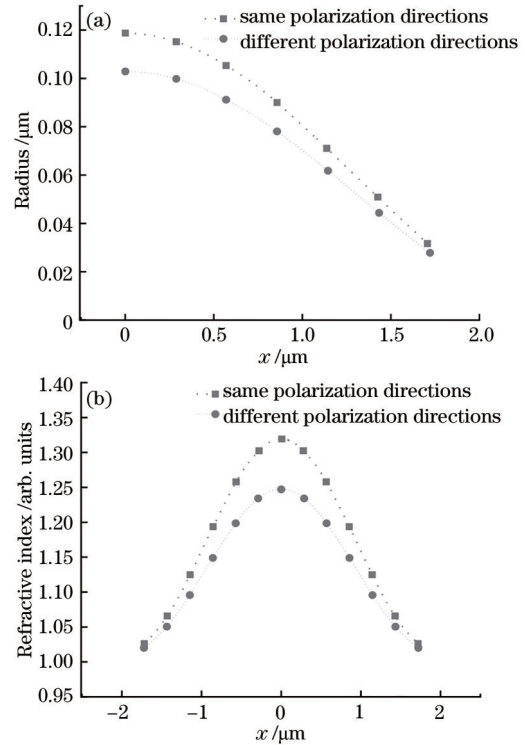 (a)
same polarization directions
different polarization directions
0.12
0.10
0.08
0.06
0.04
0.02
0
Radius /μm
0 0.5 1.0 1.5 2.0
x /μm
(b)
same polarization directions
different polarization directions
1.40
1.35
1.30
1.25
1.20
1.15
1.10
1.05
1.00
0.95
Refractive index /arb. units
−2 −1 0 1 2
x /μm